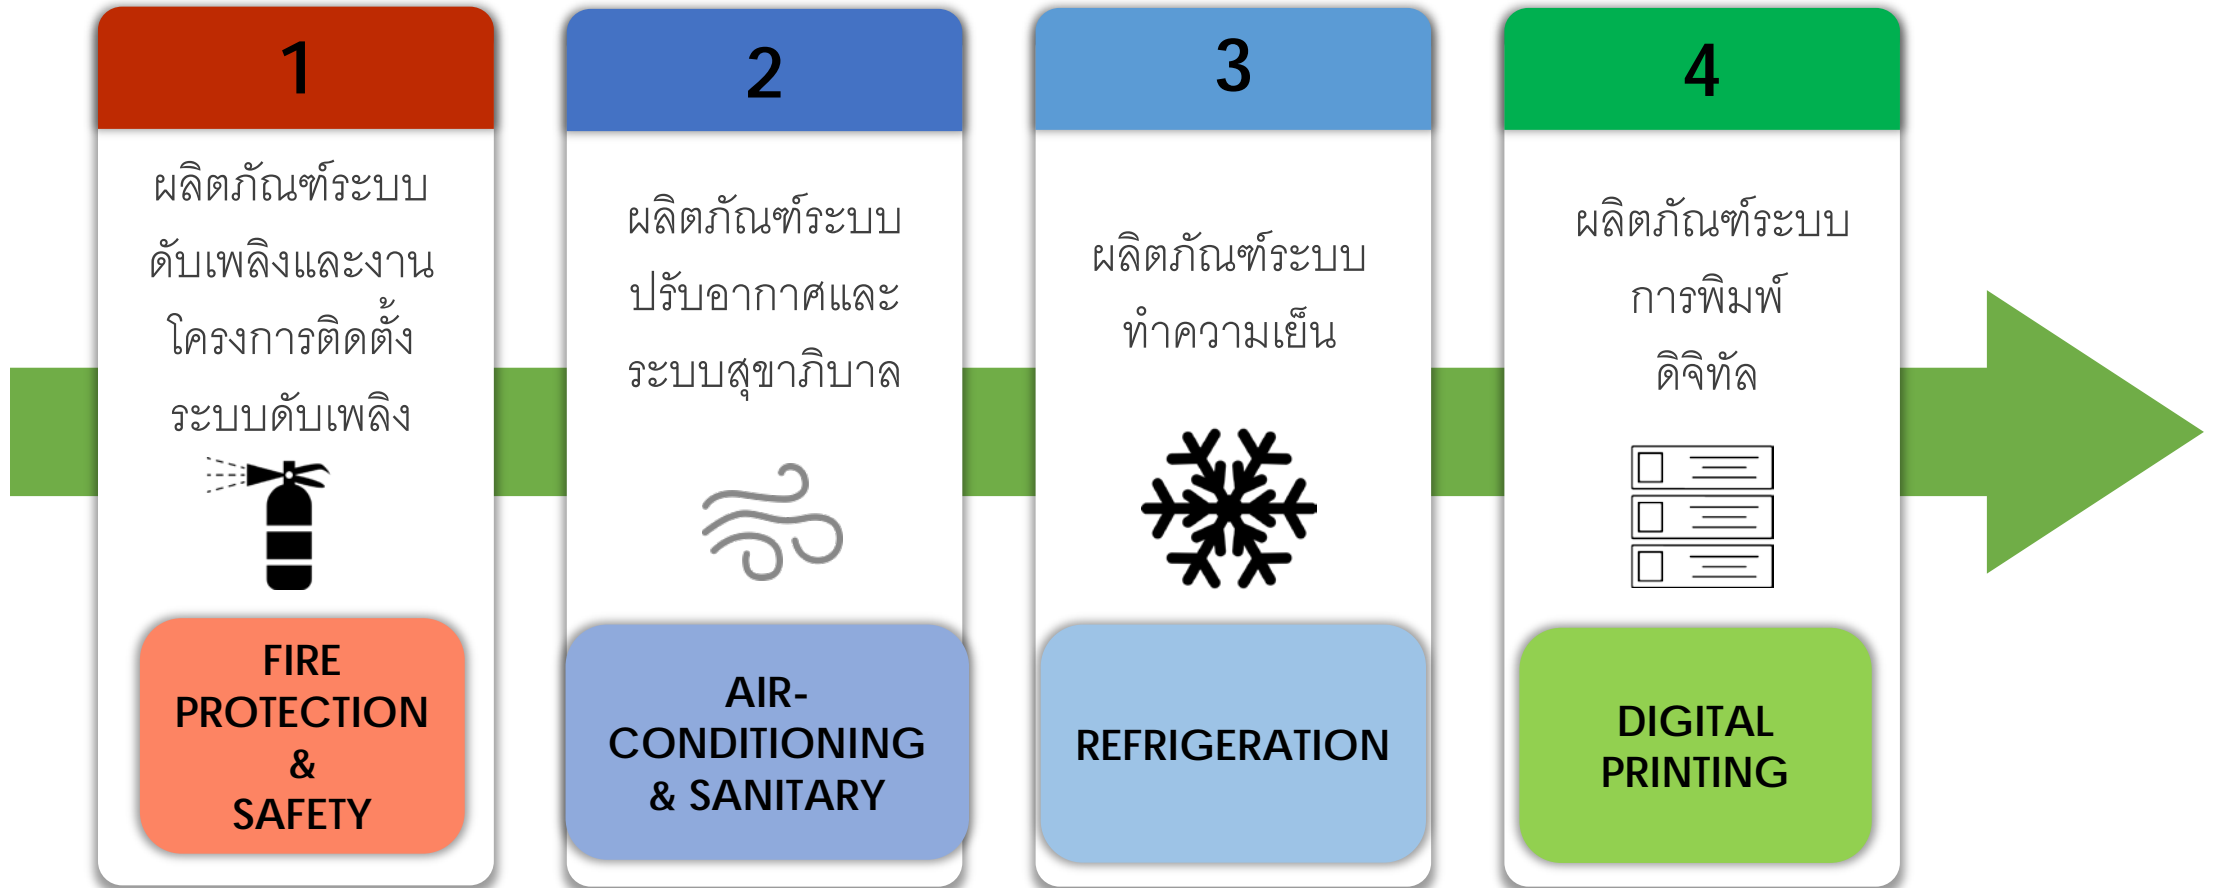 1
ผลิตภัณฑ์ระบบ
ดับเพลิงและงาน
โครงการติดตั้ง
ระบบดับเพลิง
FIRE
PROTECTION
&
SAFETY
2
ผลิตภัณฑ์ระบบ
ปรับอากาศและ
ระบบสุขาภิบาล
AIR-
CONDITIONING
& SANITARY
3
ผลิตภัณฑ์ระบบ
ทำความเย็น
REFRIGERATION
4
ผลิตภัณฑ์ระบบ
การพิมพ์
ดิจิทัล
DIGITAL
PRINTING